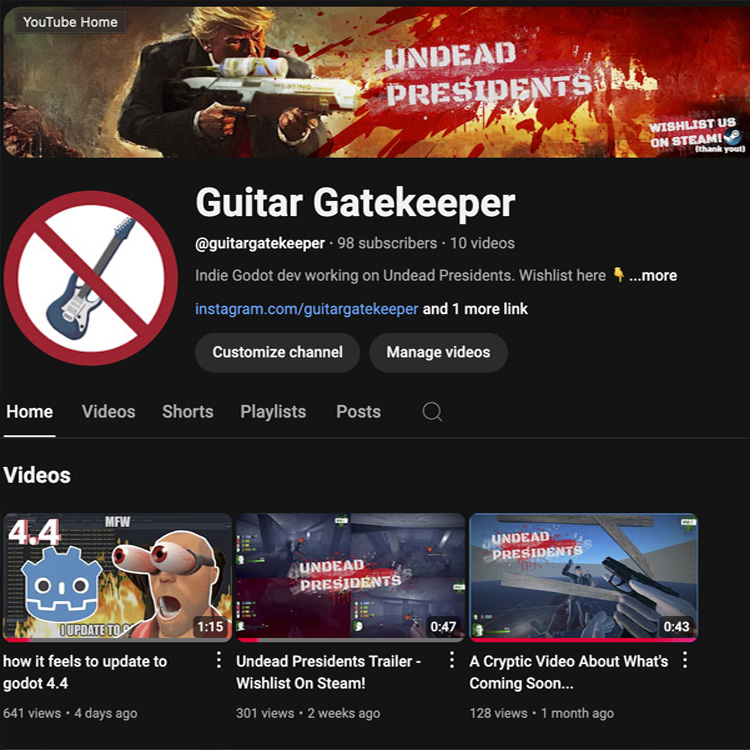 YouTube Home
UNDEAD
PRESIDENTS
WISHLIST US
ON STEAM!
(thank you!)
Guitar Gatekeeper
@guitargatekeeper · 98 subscribers · 10 videos
Indie Godot dev working on Undead Presidents. Wishlist here 👇 ...more
instagram.com/guitargatekeeper and 1 more link
Customize channel
Manage videos
Home
Videos
Shorts
Playlists
Posts
Videos
4.4
MFW
I UPDATE TO
1:15
UNDEAD
PRESIDENTS
0:47
UNDEAD
PRESIDENTS
0:43
how it feels to update to
godot 4.4
641 views • 4 days ago
Undead Presidents Trailer -
Wishlist On Steam!
301 views • 2 weeks ago
A Cryptic Video About What's
Coming Soon...
128 views • 1 month ago